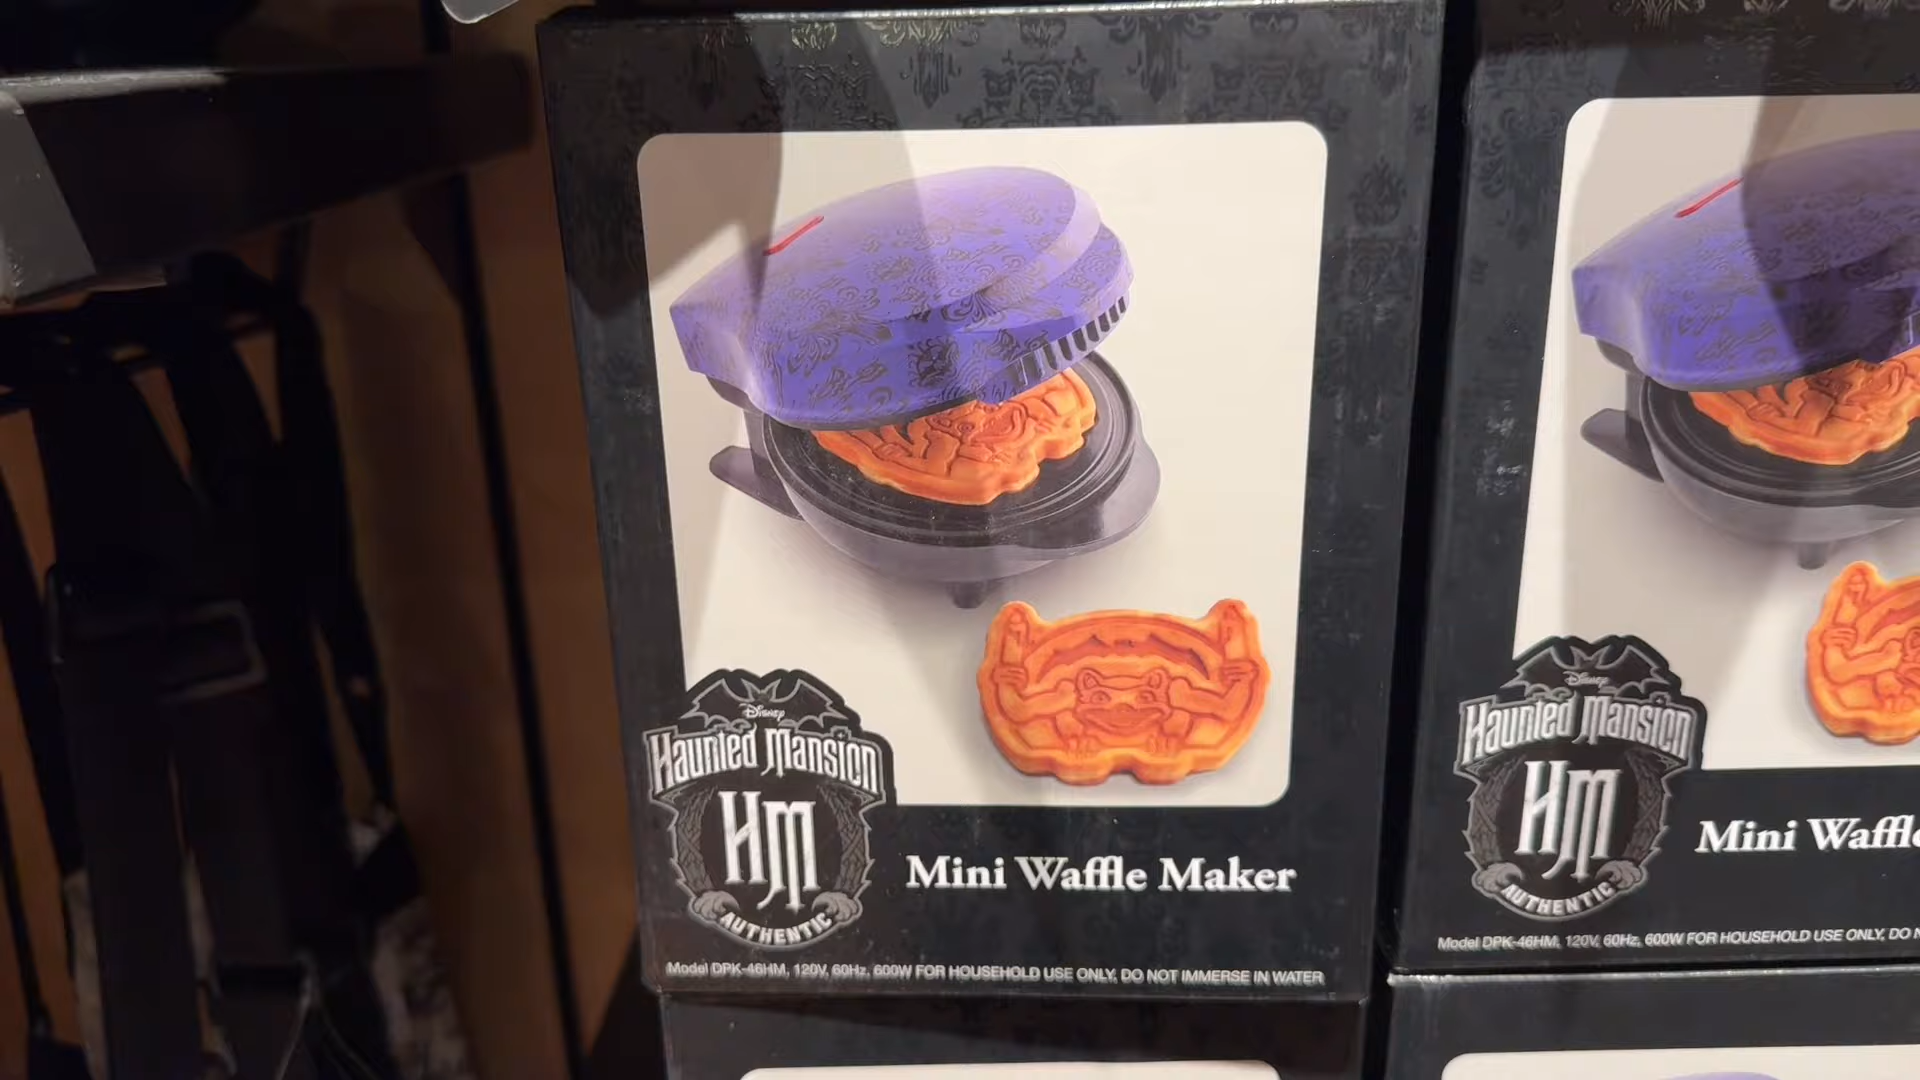 Disney
Haunted Mansion
HM
AUTHENTIC
Mini Waffle Maker
Model DPK-46HM, 120V, 60Hz, 600W FOR HOUSEHOLD USE ONLY, DO NOT IMMERSE IN WATER
Disney
Haunted Mansion
HM
AUTHENTIC
Mini Waffle
Model DPK-46HM, 120V, 60Hz, 600W FOR HOUSEHOLD USE ONLY, DO N